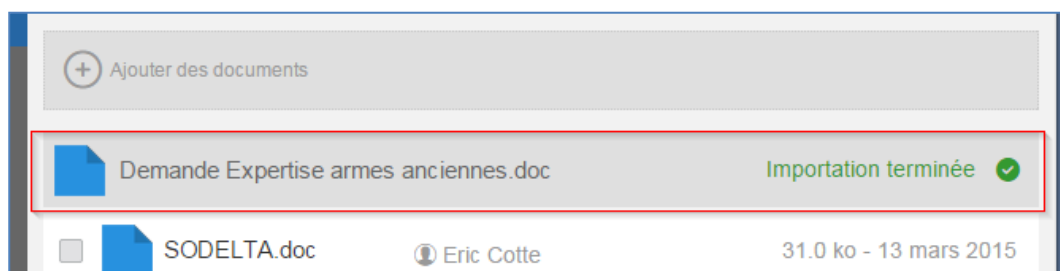 Ajouter des documents
Demande Expertise armes anciennes.doc Importation terminée
SODELTA.doc Eric Cotte 31.0 ko - 13 mars 2015